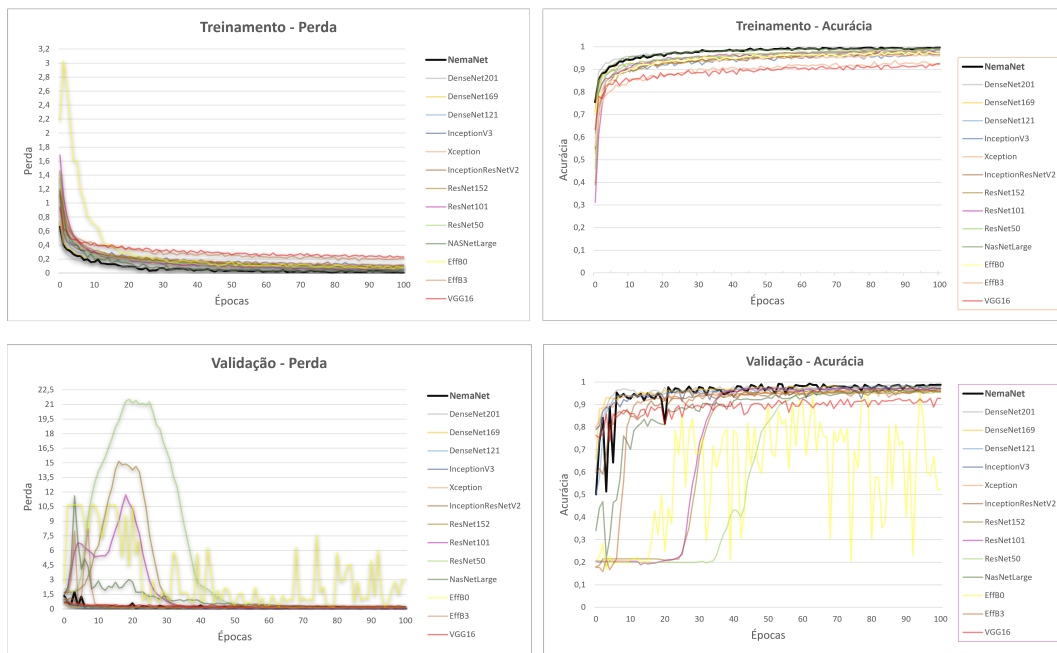 Treinamento - Perda
3,2
3
2,8
2,6
2,4
2,2
2
1,8
1,6
1,4
1,2
1
0,8
0,6
0,4
0,2
0
Perda
0 10 20 30 40 50 60 70 80 90 100
Épocas
NemaNet
DenseNet201
DenseNet169
DenseNet121
InceptionV3
Xception
InceptionResNetV2
ResNet152
ResNet101
ResNet50
NASNetLarge
EffB0
EffB3
VGG16
Treinamento - Acurácia
1
0,9
0,8
0,7
0,6
0,5
0,4
0,3
0,2
0,1
0
Acurácia
0 10 20 30 40 50 60 70 80 90 100
Épocas
NemaNet
DenseNet201
DenseNet169
DenseNet121
InceptionV3
Xception
InceptionResNetV2
ResNet152
ResNet101
ResNet50
NasNetLarge
EffB0
EffB3
VGG16
Validação - Perda
22,5
21
19,5
18
16,5
15
13,5
12
10,5
9
7,5
6
4,5
3
1,5
0
Perda
0 10 20 30 40 50 60 70 80 90 100
Épocas
NemaNet
DenseNet201
DenseNet169
DenseNet121
InceptionV3
Xception
InceptionResNetV2
ResNet152
ResNet101
ResNet50
NasNetLarge
EffB0
EffB3
VGG16
Validação - Acurácia
1
0,9
0,8
0,7
0,6
0,5
0,4
0,3
0,2
0,1
0
Acurácia
0 10 20 30 40 50 60 70 80 90 100
Épocas
NemaNet
DenseNet201
DenseNet169
DenseNet121
InceptionV3
Xception
InceptionResNetV2
ResNet152
ResNet101
ResNet50
NasNetLarge
EffB0
EffB3
VGG16